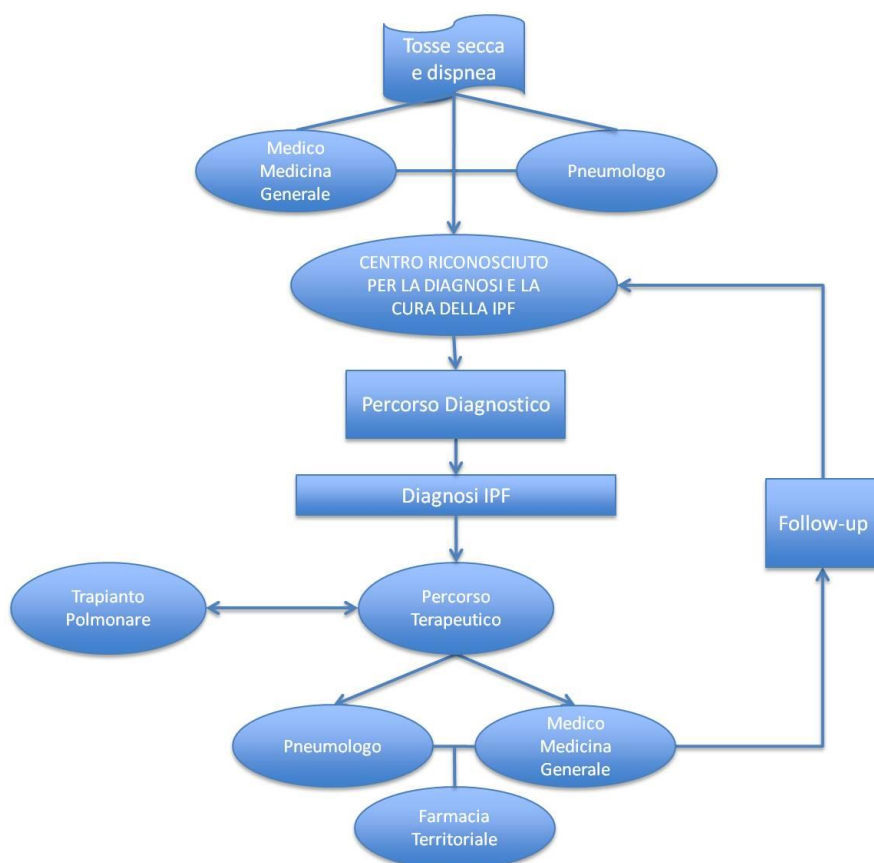 Tosse secca
e dispnea
Medico
Medicina
Generale
Pneumologo
CENTRO RICONOSCIUTO
PER LA DIAGNOSI E LA
CURA DELLA IPF
Percorso Diagnostico
Diagnosi IPF
Follow-up
Trapianto
Polmonare
Percorso
Terapeutico
Pneumologo
Medico
Medicina
Generale
Farmacia
Territoriale